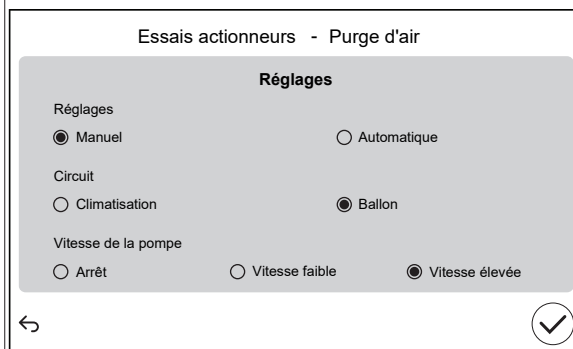 Essais actionneurs - Purge d'air
Réglages
Réglages
Manuel Automatique
Circuit
Climatisation Ballon
Vitesse de la pompe
Arrêt Vitesse faible Vitesse élevée